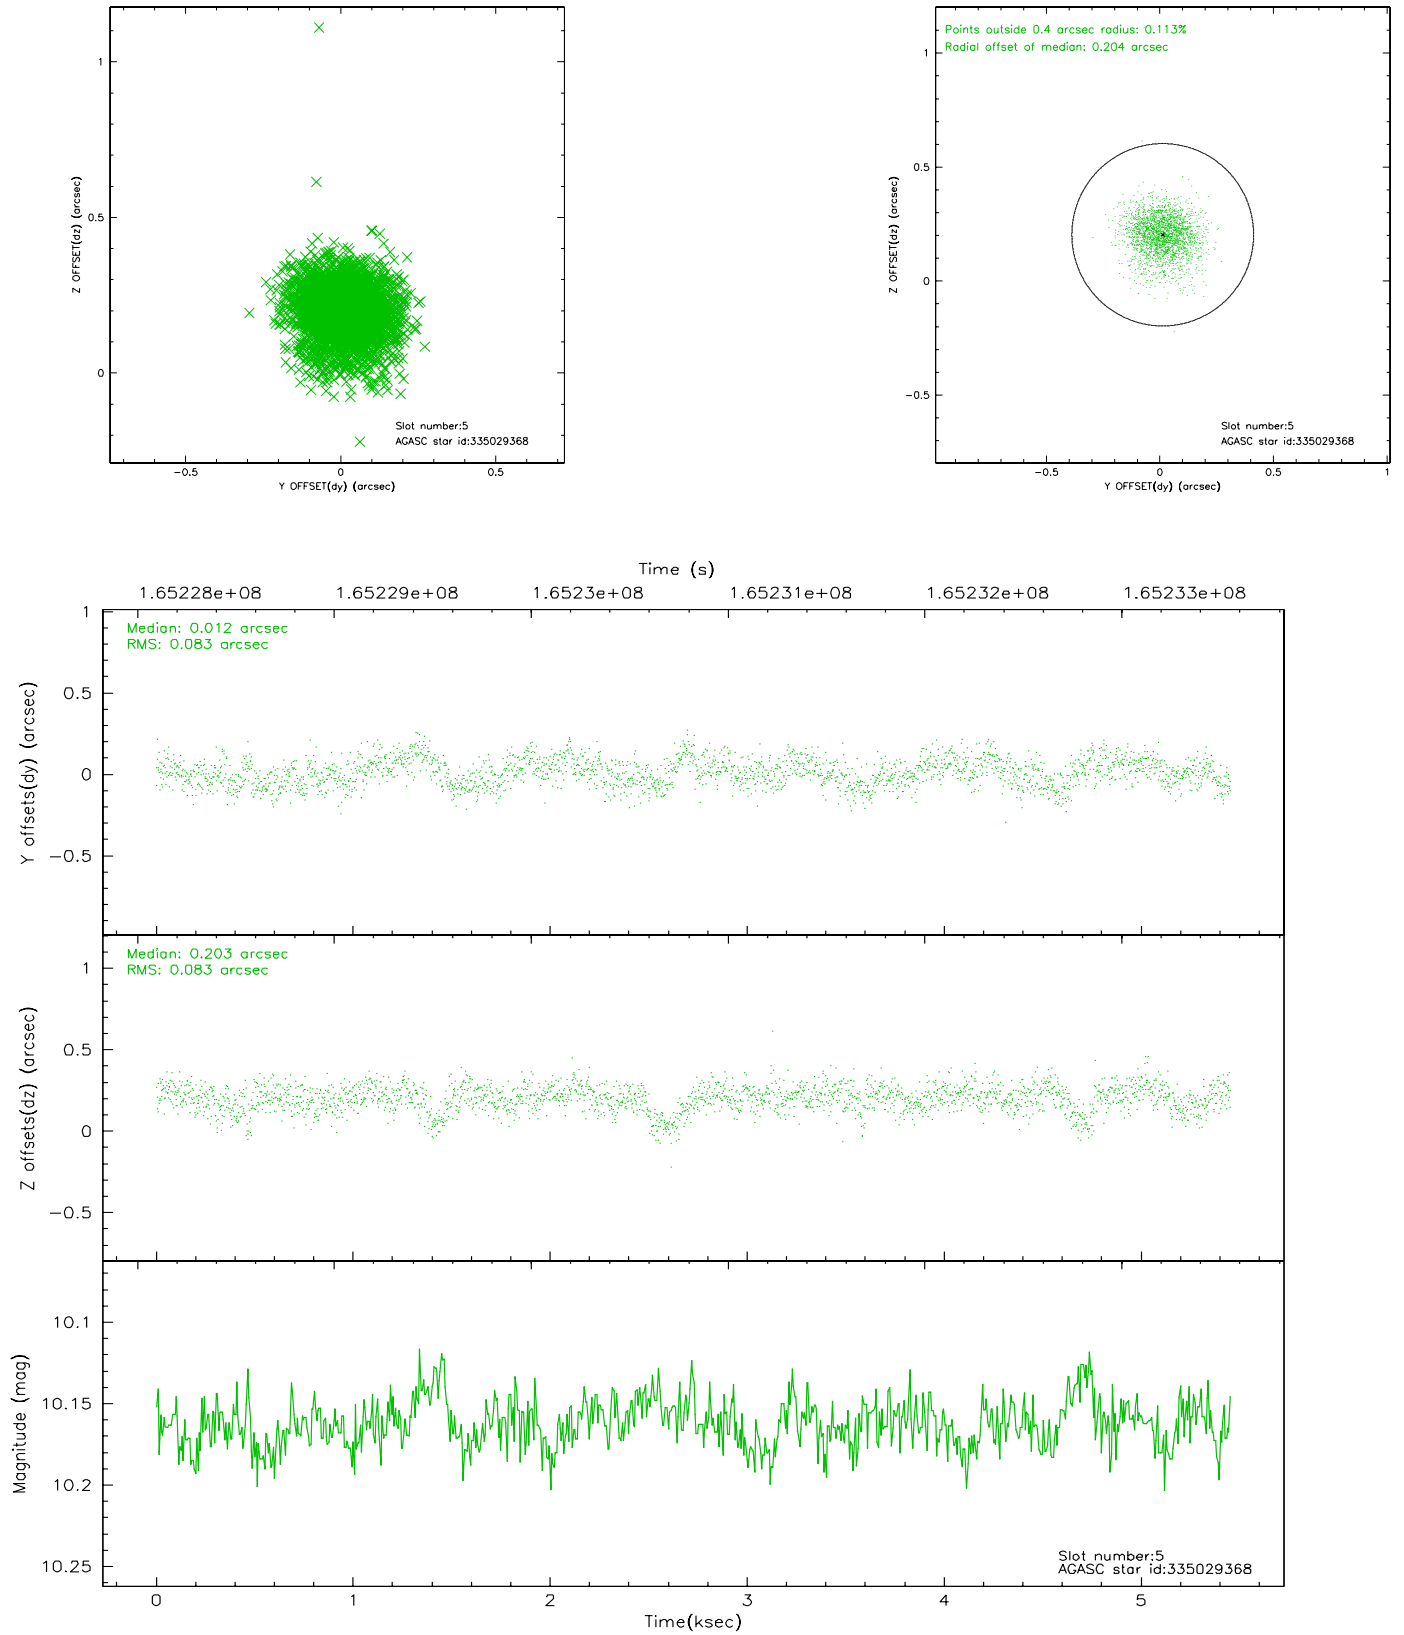 1
0.5
0
Z OFFSET(dz) (arcsec)
Slot number:5
AGASC star id:335029368
−0.5
0
0.5
Y OFFSET(dy) (arcsec)
Points outside 0.4 arcsec radius: 0.113%
Radial offset of median: 0.204 arcsec
1
0.5
0
−0.5
Z OFFSET(dz) (arcsec)
Slot number:5
AGASC star id:335029368
−0.5
0
0.5
1
Y OFFSET(dy) (arcsec)
Time (s)
1.65228e+08
1.65229e+08
1.6523e+08
1.65231e+08
1.65232e+08
1.65233e+08
Median: 0.012 arcsec
RMS: 0.083 arcsec
1
0.5
0
−0.5
Y offsets(dy) (arcsec)
Median: 0.203 arcsec
RMS: 0.083 arcsec
1
0.5
0
−0.5
Z offsets(dz) (arcsec)
10.1
10.15
10.2
10.25
Magnitude (mag)
Slot number:5
AGASC star id:335029368
0
1
2
3
4
5
Time(ksec)